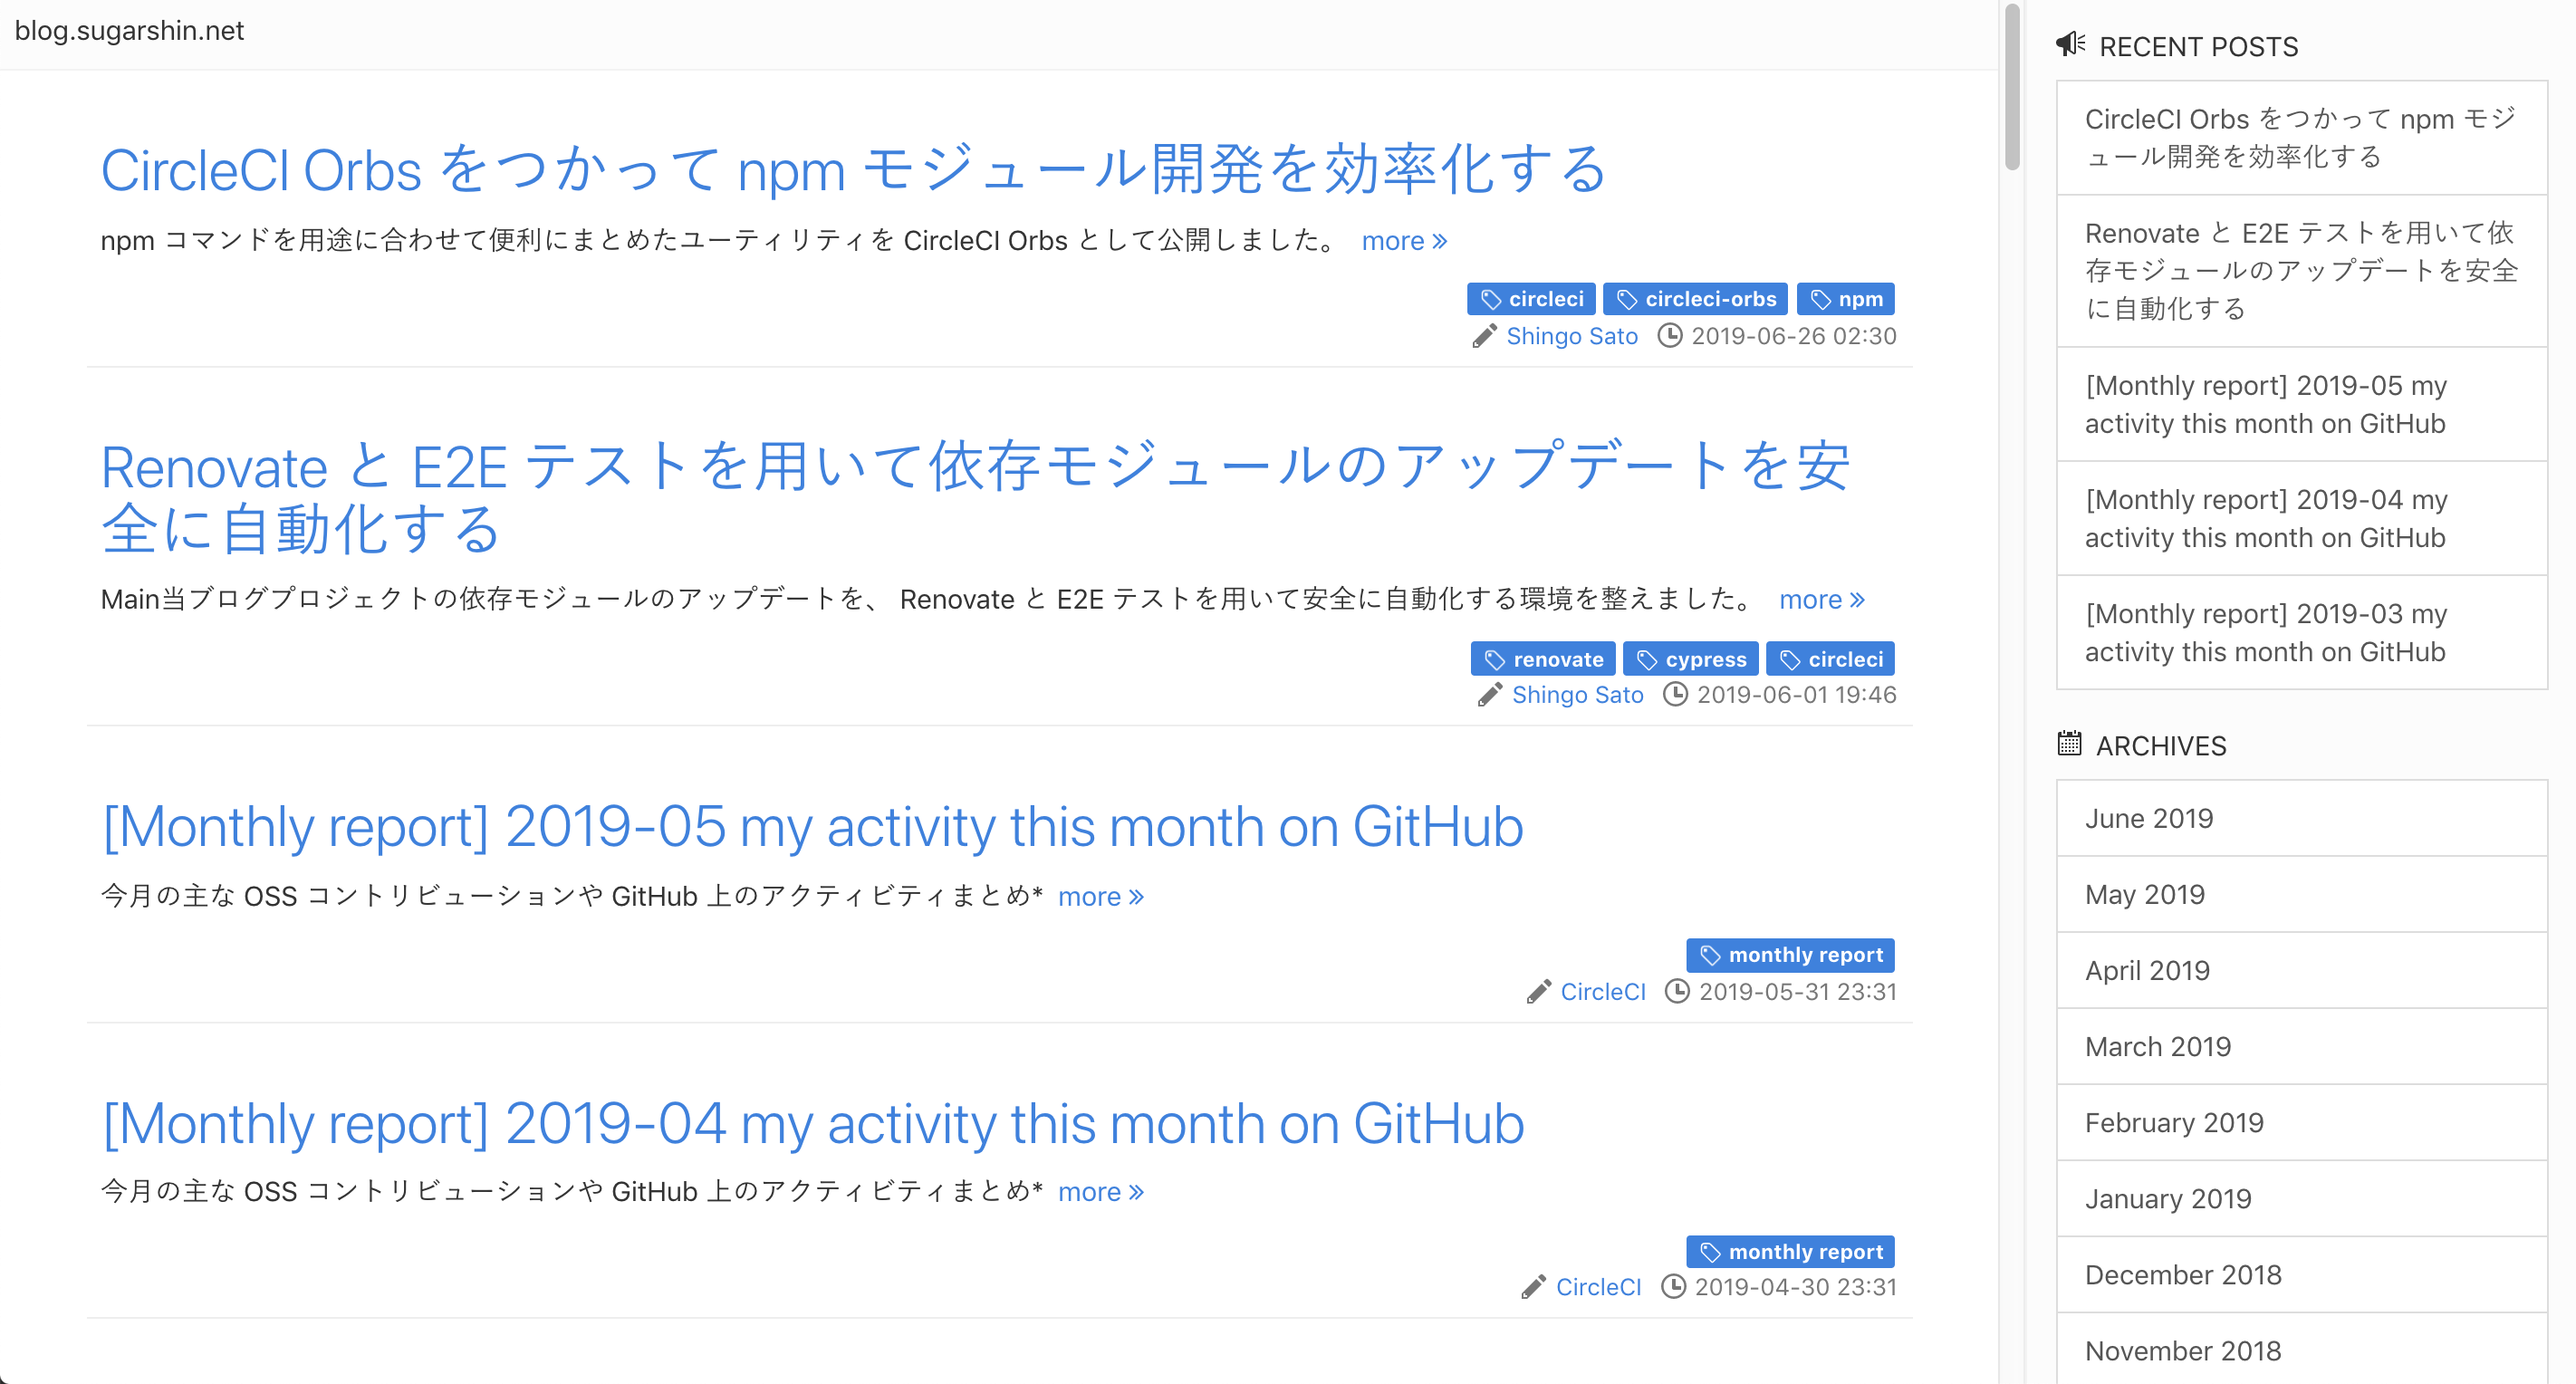 blog.sugarshin.net
CircleCI Orbs をつかって npm モジュール開発を効率化する
npm コマンドを用途に合わせて便利にまとめたユーティリティを CircleCI Orbs として公開しました。 more »
circleci circleci-orbs npm
Shingo Sato 2019-06-26 02:30
Renovate と E2E テストを用いて依存モジュールのアップデートを安
全に自動化する
Main当ブログプロジェクトの依存モジュールのアップデートを、 Renovate と E2E テストを用いて安全に自動化する環境を整えました。 more »
renovate cypress circleci
Shingo Sato 2019-06-01 19:46
[Monthly report] 2019-05 my activity this month on GitHub
今月の主な OSS コントリビューションや GitHub 上のアクティビティまとめ* more »
monthly report
CircleCI 2019-05-31 23:31
[Monthly report] 2019-04 my activity this month on GitHub
今月の主な OSS コントリビューションや GitHub 上のアクティビティまとめ* more »
monthly report
CircleCI 2019-04-30 23:31
RECENT POSTS
CircleCI Orbs をつかって npm モジ
ュール開発を効率化する
Renovate と E2E テストを用いて依
存モジュールのアップデートを安全
に自動化する
[Monthly report] 2019-05 my
activity this month on GitHub
[Monthly report] 2019-04 my
activity this month on GitHub
[Monthly report] 2019-03 my
activity this month on GitHub
ARCHIVES
June 2019
May 2019
April 2019
March 2019
February 2019
January 2019
December 2018
November 2018